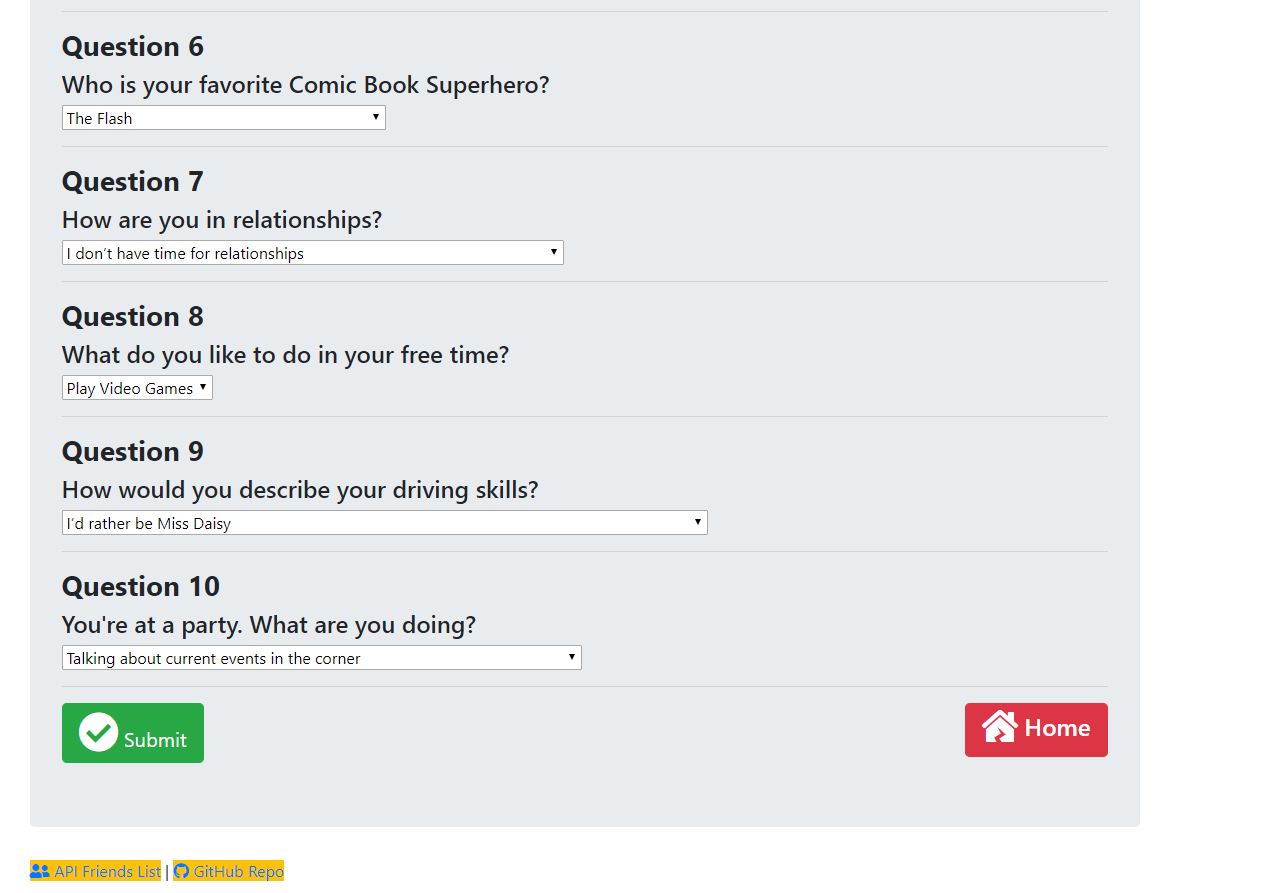 Question 6
Who is your favorite Comic Book Superhero?
The Flash
Question 7
How are you in relationships?
I don’t have time for relationships
Question 8
What do you like to do in your free time?
Play Video Games
Question 9
How would you describe your driving skills?
I’d rather be Miss Daisy
Question 10
You're at a party. What are you doing?
Talking about current events in the corner
Submit
Home
API Friends List | GitHub Repo